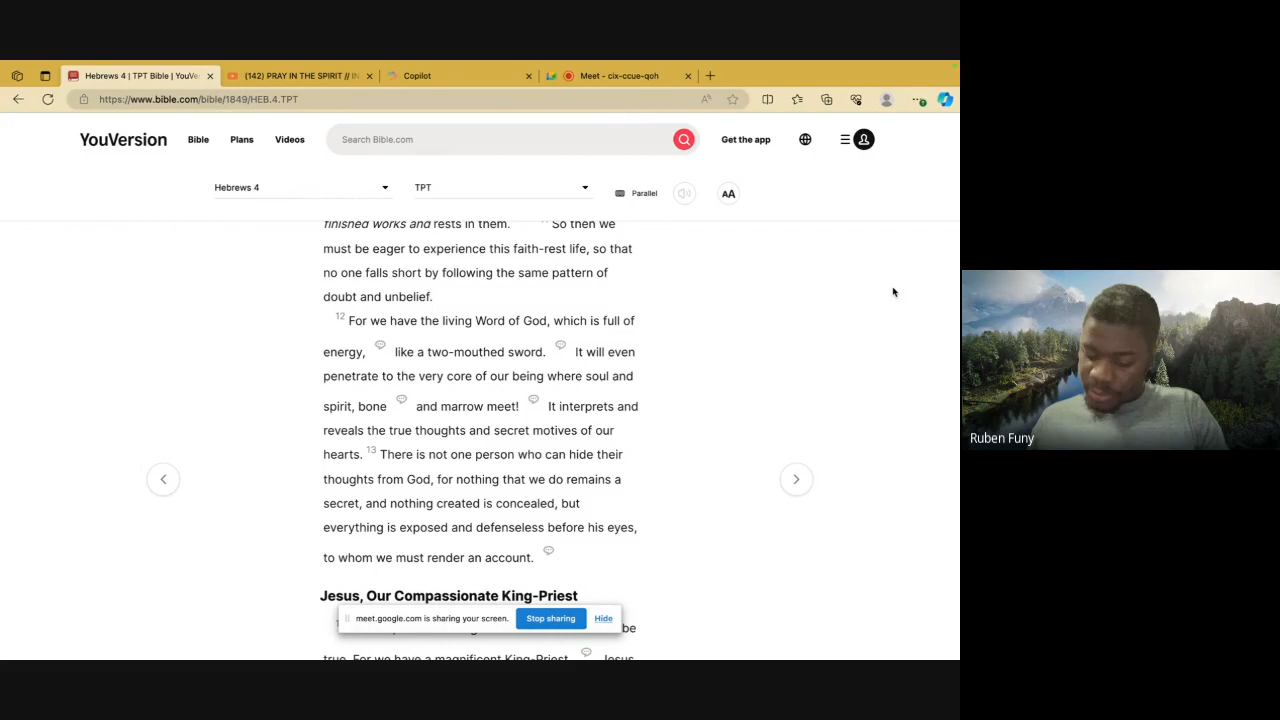 Hebrews 4 | TPT Bible | YouVe
(142) PRAY IN THE SPIRIT // IN
Copilot
Meet - cix-ccue-qoh
https://www.bible.com/bible/1849/HEB.4.TPT
YouVersion
Bible
Plans
Videos
Search Bible.com
Get the app
Hebrews 4
TPT
Parallel
AA
finished works and rests in them. So then we
must be eager to experience this faith-rest life, so that
no one falls short by following the same pattern of
doubt and unbelief.
12 For we have the living Word of God, which is full of
energy, like a two-mouthed sword. It will even
penetrate to the very core of our being where soul and
spirit, bone and marrow meet! It interprets and
reveals the true thoughts and secret motives of our
hearts. 13 There is not one person who can hide their
thoughts from God, for nothing that we do remains a
secret, and nothing created is concealed, but
everything is exposed and defenseless before his eyes,
to whom we must render an account.
Jesus, Our Compassionate King-Priest
meet.google.com is sharing your screen. Stop sharing Hide
be
true. For we have a magnificent King-Priest, Jesus
Ruben Funy